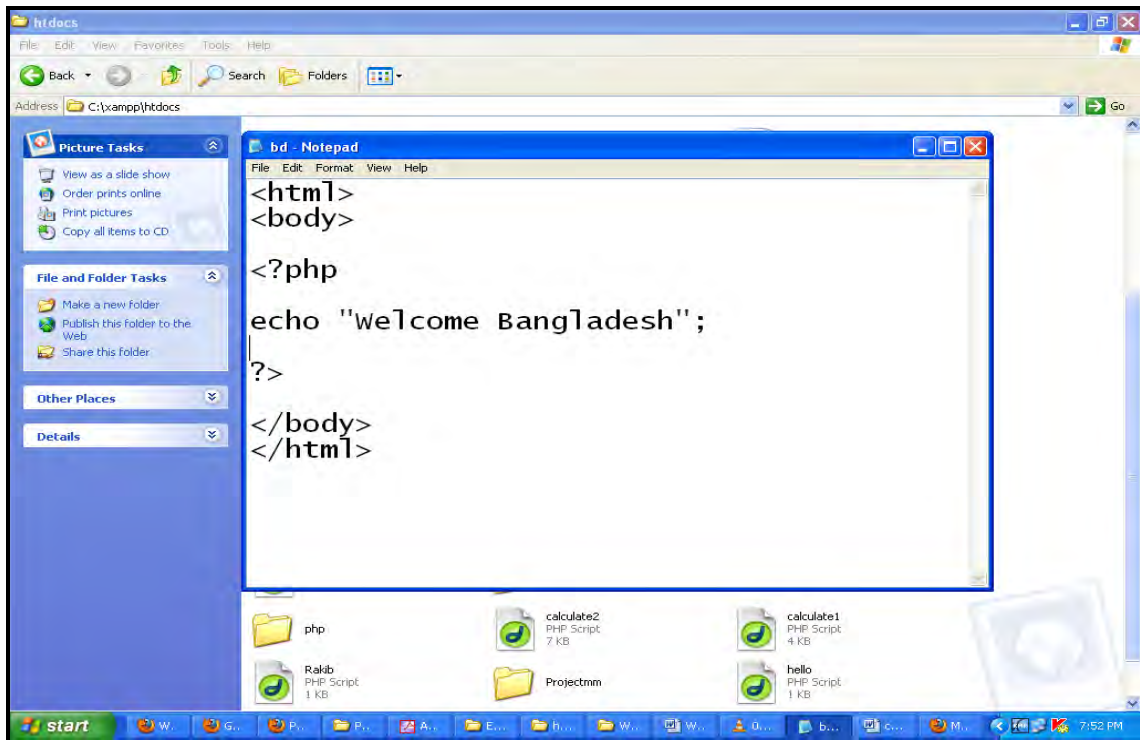 htdocs
File Edit View Favorites Tools Help
Back Search Folders
Address C:\xampp\htdocs Go
Picture Tasks
View as a slide show
Order prints online
Print pictures
Copy all items to CD
File and Folder Tasks
Make a new folder
Publish this folder to the
Web
Share this folder
Other Places
Details
bd - Notepad
File Edit Format View Help
<html>
<body>
<?php
echo "Welcome Bangladesh";
?>
</body>
</html>
php
calculate2
PHP Script
7 KB
calculate1
PHP Script
4 KB
Rakib
PHP Script
1 KB
Projectmm
hello
PHP Script
1 KB
start W... G... P... P... A... E... h... W... W... b... c... M... 7:52 PM